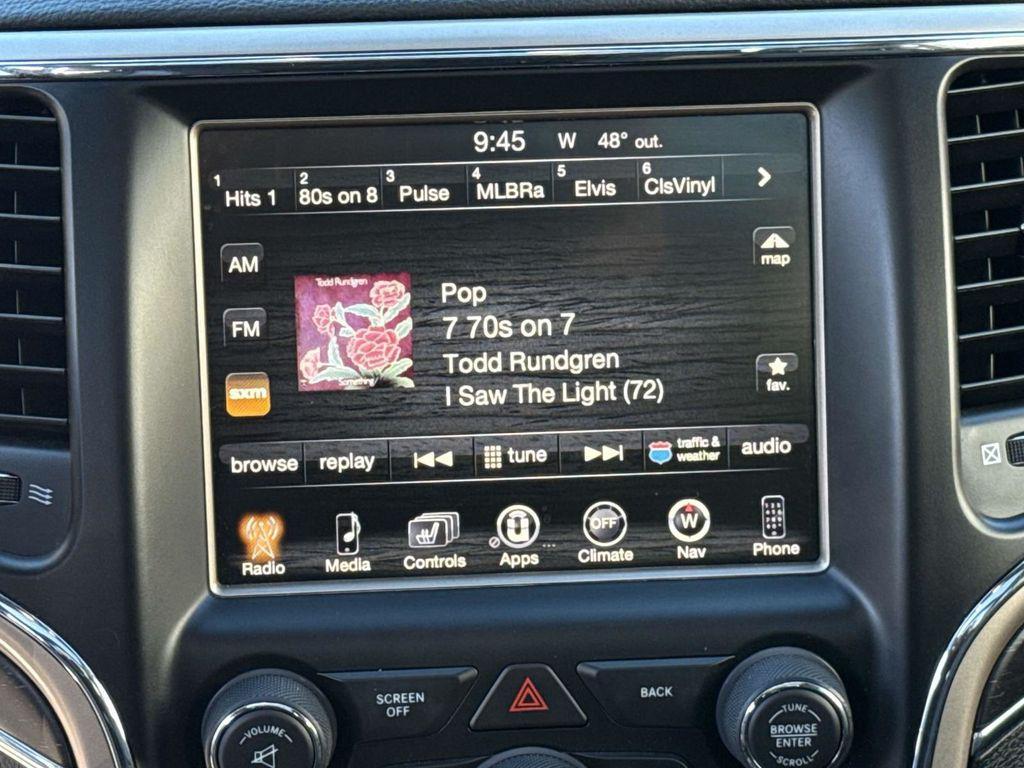 9:45 W 48° out.
1 Hits 1 2 80s on 8 3 Pulse 4 MLBRa 5 Elvis 6 ClsVinyl
map
AM
Todd Rundgren
Something
Pop
7 70s on 7
Todd Rundgren
I Saw The Light (72)
FM
fav.
sxm
browse replay tune traffic & weather audio
OFF W
Radio Media Controls Apps ... Climate Nav Phone
SCREEN OFF
BACK
VOLUME
TUNE
BROWSE
ENTER
SCROLL